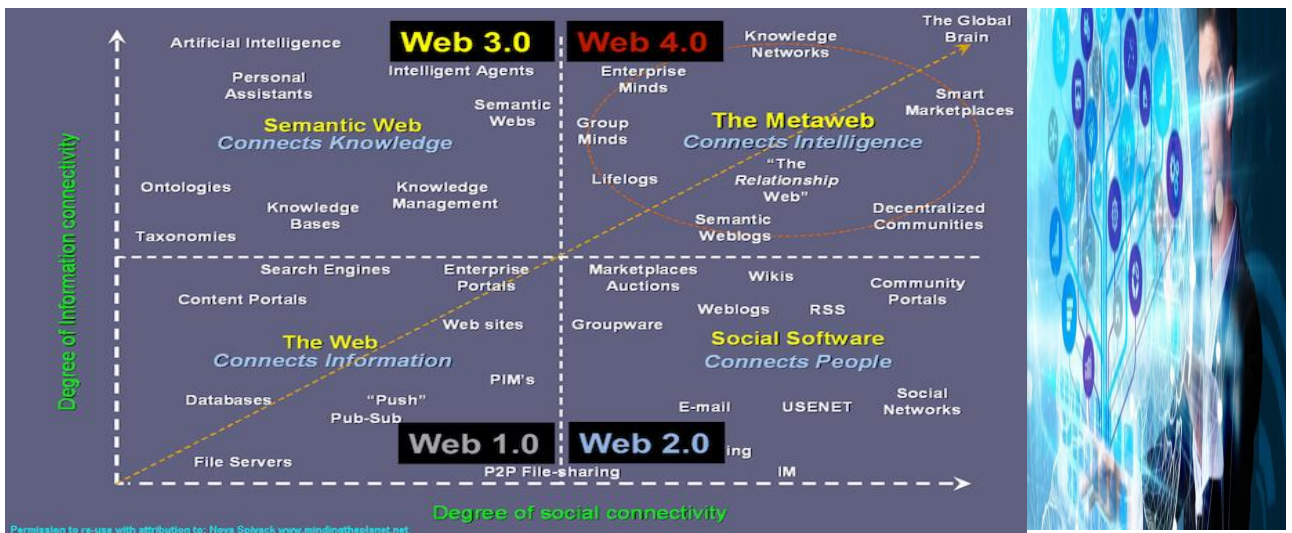 The Global
Brain
Web 3.0
Web 4.0
Artificial Intelligence
Knowledge
Networks
Intelligent Agents
Enterprise
Minds
Personal
Assistants
Semantic
Webs
Smart
Marketplaces
Semantic Web
Connects Knowledge
Group
Minds
The Metaweb
Connects Intelligence
"The
Relationship
Web"
Lifelogs
Ontologies
Knowledge
Management
Knowledge
Bases
Taxonomies
Semantic
Weblogs
Decentralized
Communities
Degree of Information connectivity
Search Engines
Enterprise
Portals
Marketplaces
Auctions
Wikis
Community
Portals
Content Portals
Weblogs
RSS
Web sites
Groupware
The Web
Connects Information
Social Software
Connects People
PIM's
Databases
"Push"
Pub-Sub
E-mail
USENET
Social
Networks
Web 1.0
Web 2.0
ing
File Servers
P2P File-sharing
IM
Degree of social connectivity
Permission to re-use with attribution to: Nova Spivack www.mindingtheplanet.net